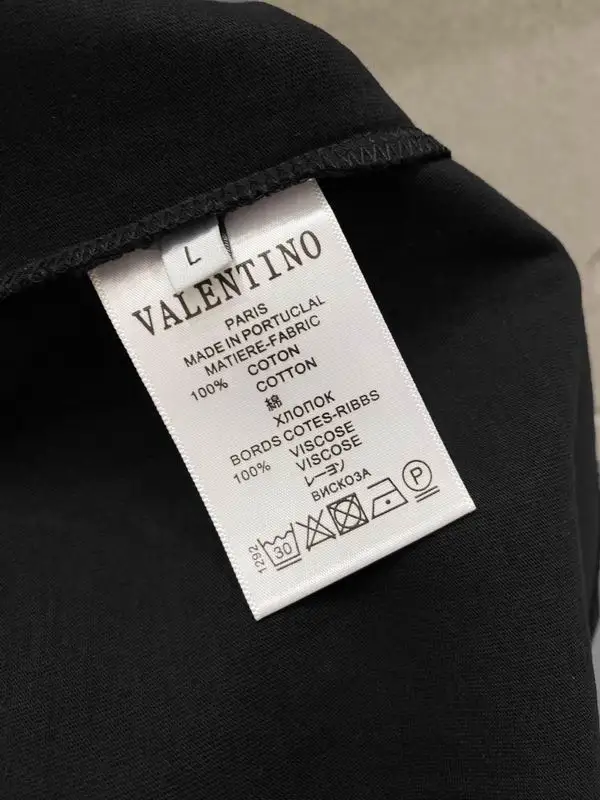 L
VALENTINO
PARIS
MADE IN PORTUCLAL
MATIERE-FABRIC
100% COTON
COTTON
綿
ХЛОПОК
BORDS COTES-RIBBS
100% VISCOSE
VISCOSE
レーヨン
ВИСКОЗА
1292 30 P